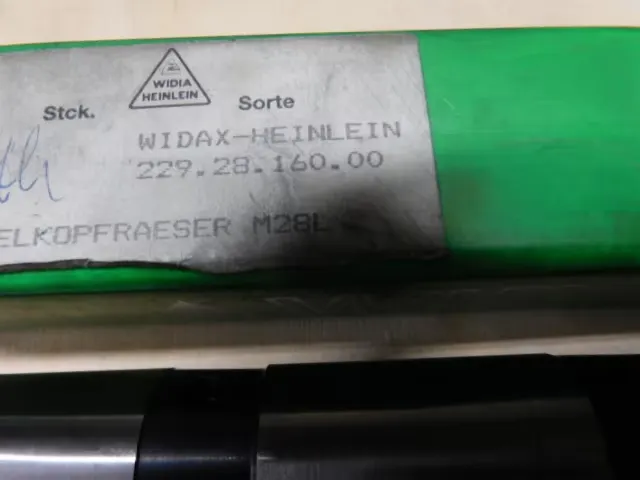 WIDIA
HEINLEIN
Stck. Sorte
WIDAX-HEINLEIN
229.28.160.00
ELKOPFRAESER M28L